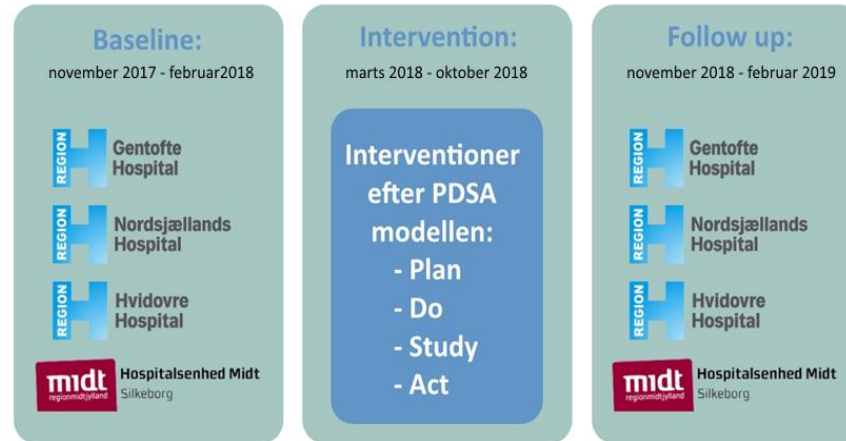 Baseline:
november 2017 - februar2018
REGION
Gentofte
Hospital
REGION
Nordsjællands
Hospital
REGION
Hvidovre
Hospital
midt
regionmidtjylland
Hospitalsenhed Midt
Silkeborg
Intervention:
marts 2018 - oktober 2018
Interventioner
efter PDSA
modellen:
- Plan
- Do
- Study
- Act
Follow up:
november 2018 - februar 2019
REGION
Gentofte
Hospital
REGION
Nordsjællands
Hospital
REGION
Hvidovre
Hospital
midt
regionmidtjylland
Hospitalsenhed Midt
Silkeborg